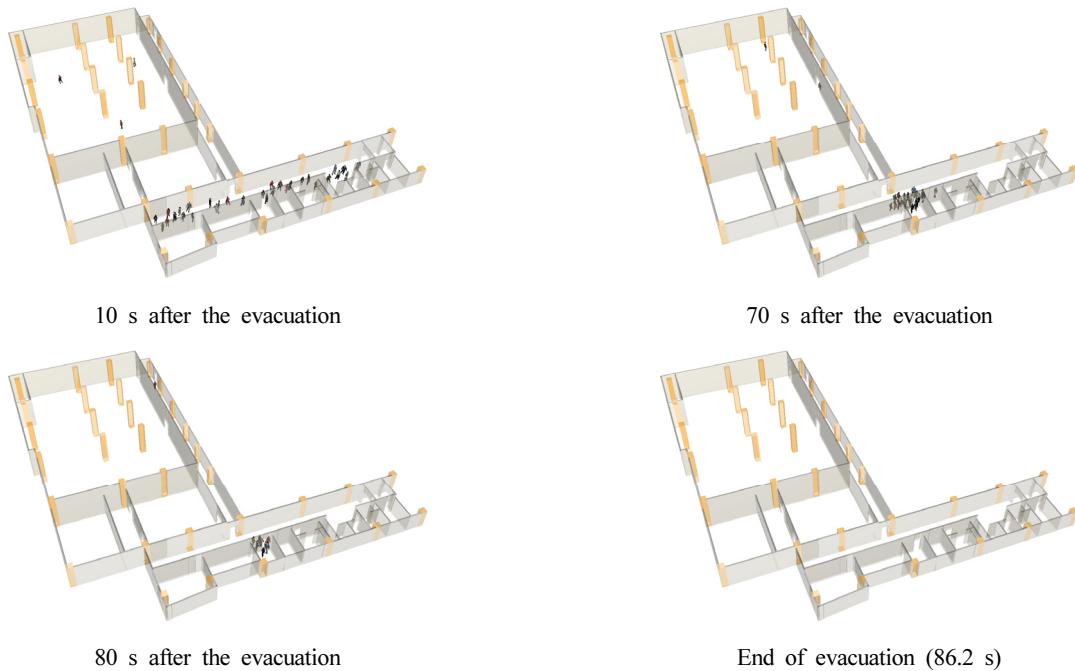 10 s after the evacuation
70 s after the evacuation
80 s after the evacuation
End of evacuation (86.2 s)